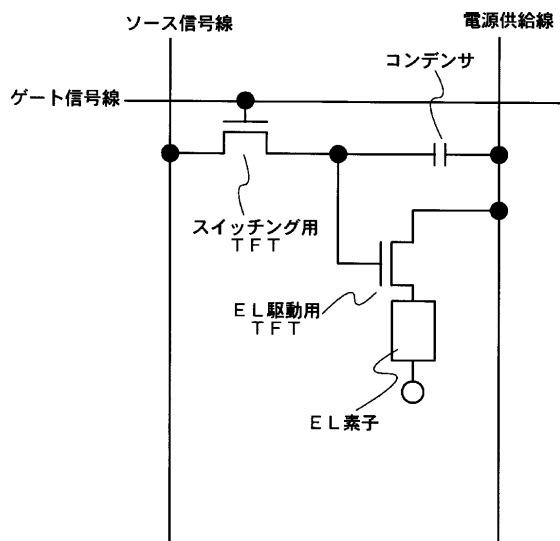 ソース信号線
電源供給線
コンデンサ
ゲート信号線
スイッチング用
ＴＦＴ
ＥＬ駆動用
ＴＦＴ
ＥＬ素子